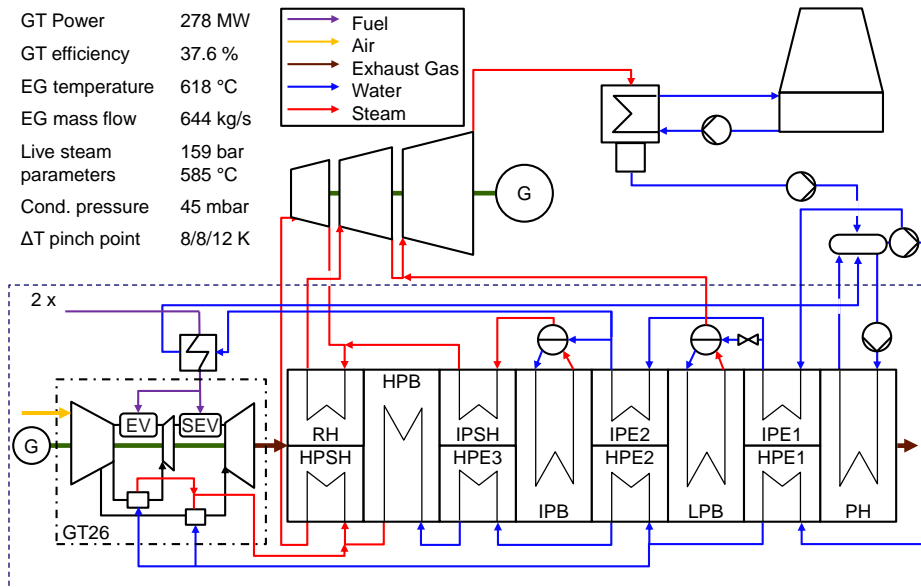 GT Power 278 MW
GT efficiency 37.6 %
EG temperature 618 °C
EG mass flow 644 kg/s
Live steam 159 bar
parameters 585 °C
Cond. pressure 45 mbar
ΔT pinch point 8/8/12 K
Fuel
Air
Exhaust Gas
Water
Steam
G
2 x
EV SEV
G
GT26
RH HPB IPSH IPE2 IPE1
HPSH HPE3 HPE2 HPE1
IPB LPB PH